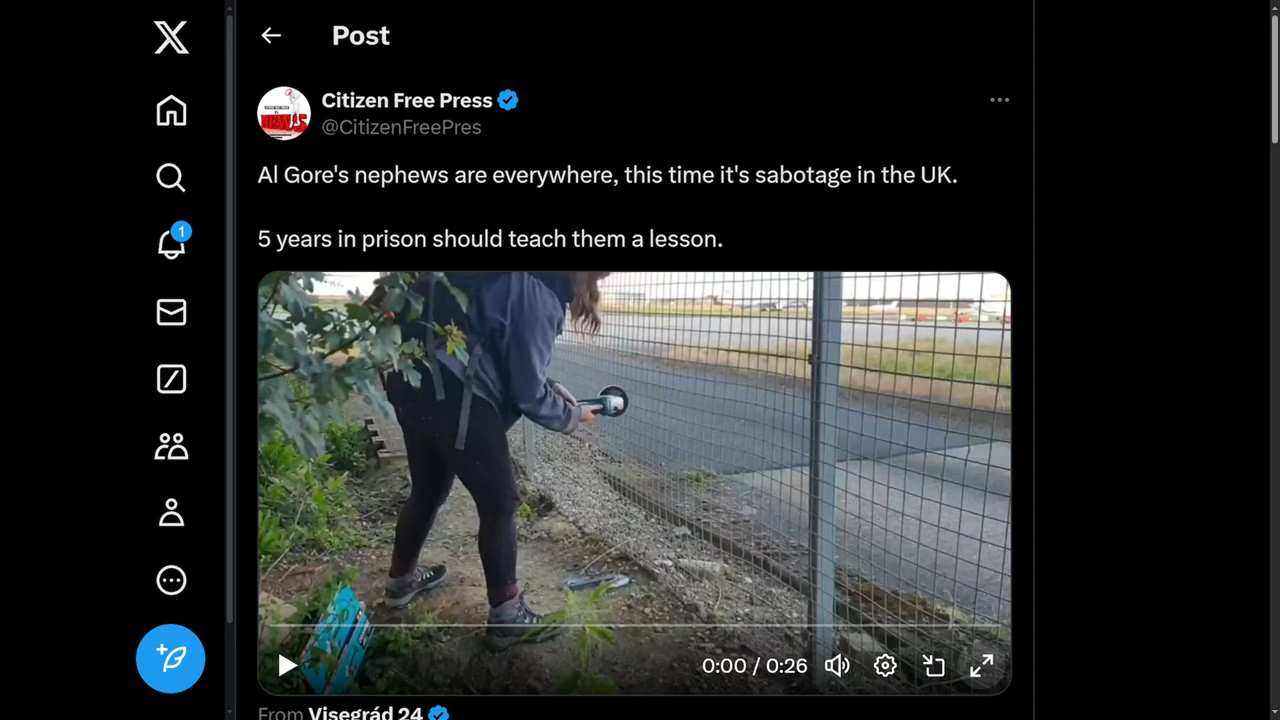 Post
Citizen Free Press
@CitizenFreePres
Al Gore's nephews are everywhere, this time it's sabotage in the UK.
5 years in prison should teach them a lesson.
1
0:00 / 0:26
From Visegrád 24